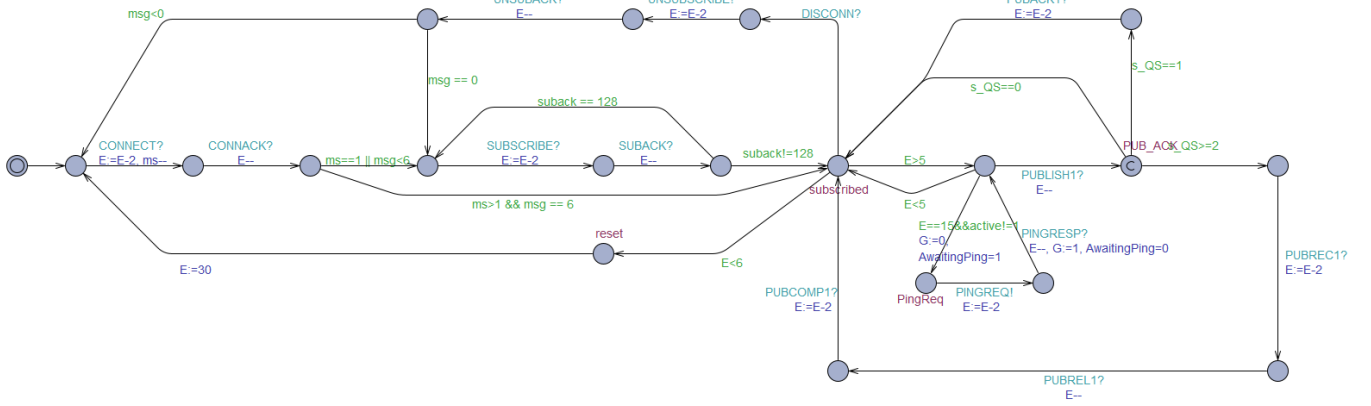 UNSUBACK?
UNSUBSCRIBE?
PUBACK1?
msg<0
E--
E:=E-2
DISCONN?
E:=E-2
s_QS==1
msg == 0
s_QS==0
suback == 128
CONNECT?
E:=E-2, ms--
CONNACK?
E--
ms==1 || msg<6
SUBSCRIBE?
E:=E-2
SUBACK?
E--
suback!=128
subscribed
E>5
PUB_ACK
s_QS>=2
PUBLISH1?
E--
ms>1 && msg == 6
E<5
E==15&&active!=1
G:=0,
AwaitingPing=1
PINGRESP?
E--, G:=1, AwaitingPing=0
reset
E:=30
E<6
PUBREC1?
E:=E-2
PUBCOMP1?
E:=E-2
PingReq
PINGREQ!
E:=E-2
PUBREL1?
E--